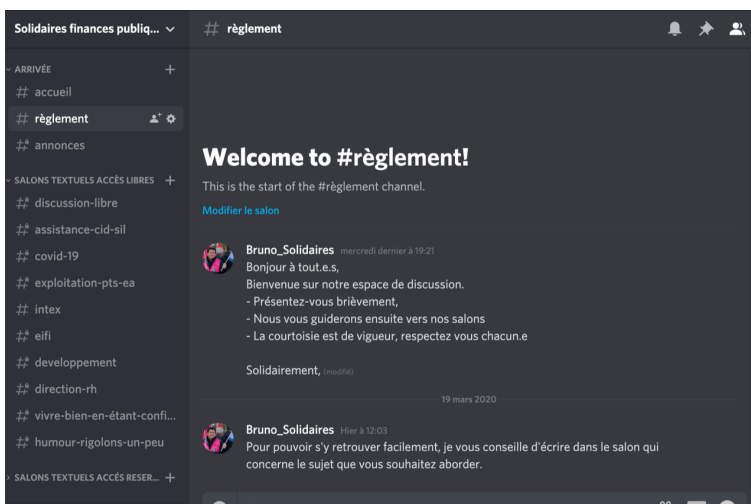 Solidaires finances publiq...
ARRIVÉE
accueil
règlement
annonces
SALONS TEXTUELS ACCÈS LIBRES
discussion-libre
assistance-cid-sil
covid-19
exploitation-pts-ea
intex
eifi
developpement
direction-rh
vivre-bien-en-étant-confi...
humour-rigolons-un-peu
SALONS TEXTUELS ACCÉS RESER...
# règlement
Welcome to #règlement!
This is the start of the #règlement channel.
Modifier le salon
Bruno_Solidaires mercredi dernier à 19:21
Bonjour à tout.e.s,
Bienvenue sur notre espace de discussion.
- Présentez-vous brièvement,
- Nous vous guiderons ensuite vers nos salons
- La courtoisie est de vigueur, respectez vous chacun.e
Solidairement, (modifié)
19 mars 2020
Bruno_Solidaires Hier à 12:03
Pour pouvoir s'y retrouver facilement, je vous conseille d'écrire dans le salon qui
concerne le sujet que vous souhaitez aborder.